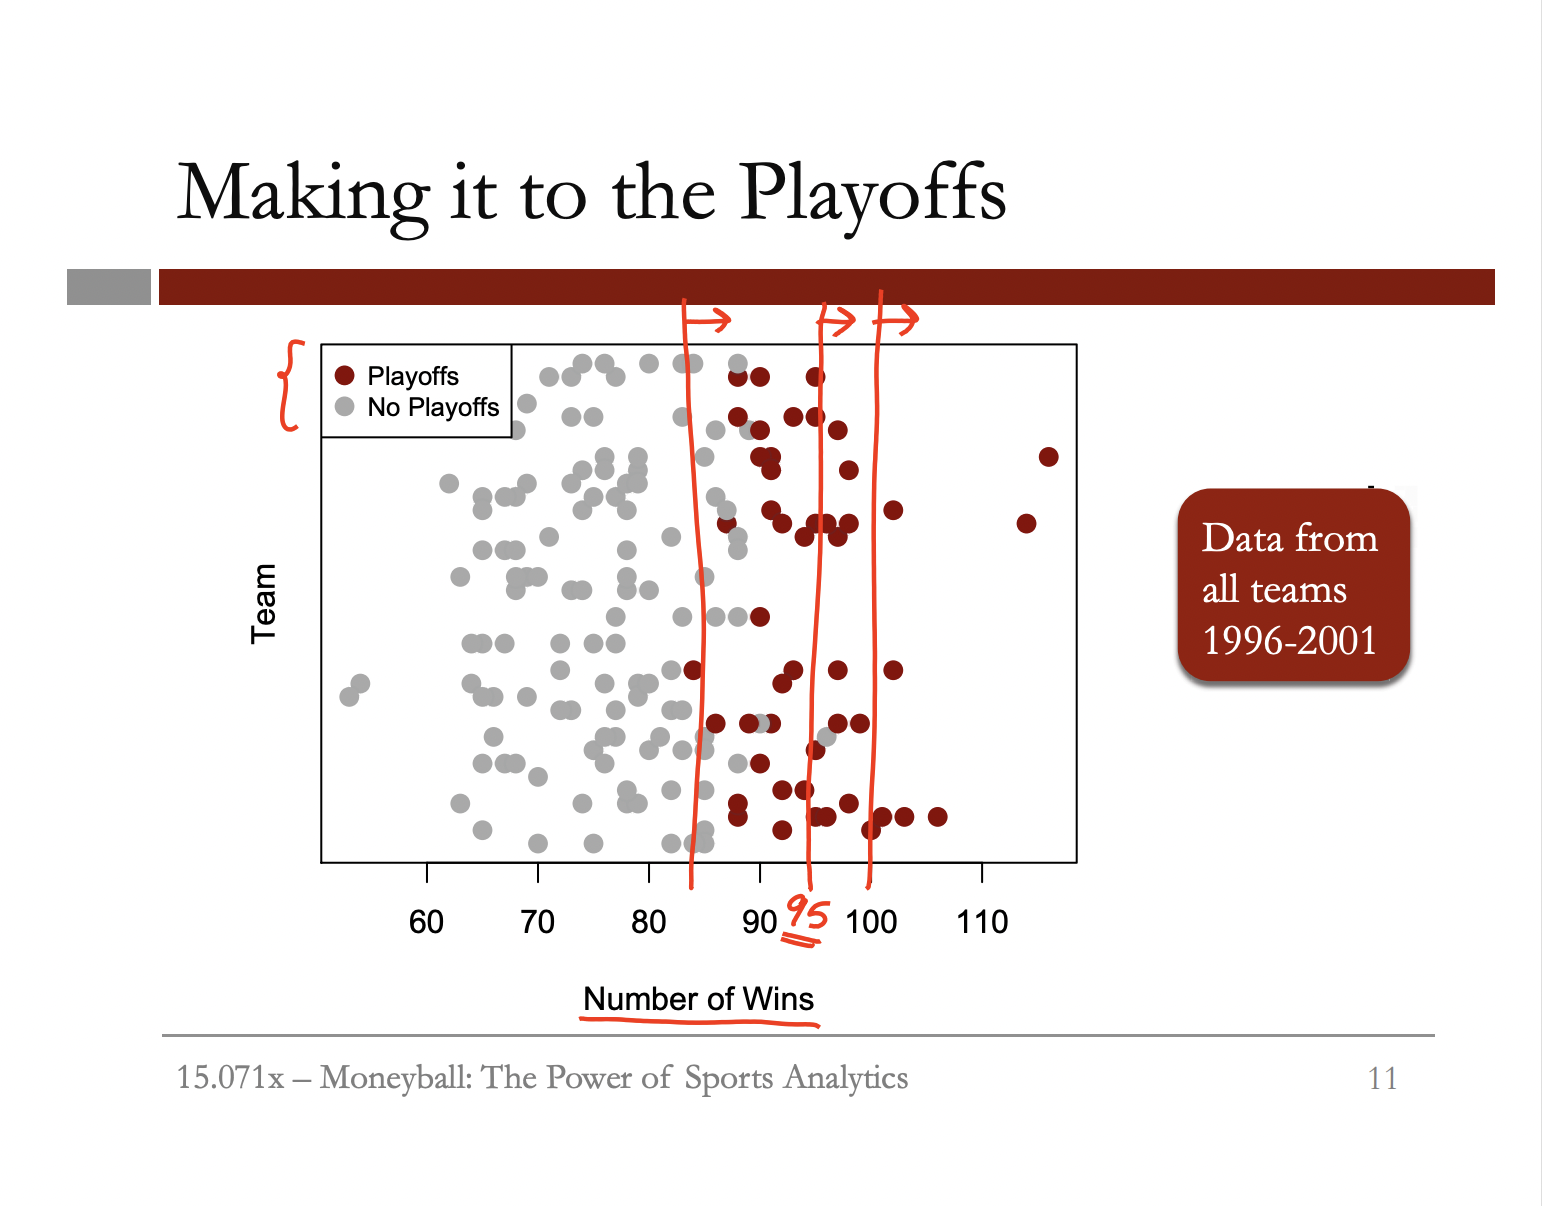 Making it to the Playoffs
Playoffs
No Playoffs
Team
Data from
all teams
1996-2001
60 70 80 90 95 100 110
Number of Wins
15.071x – Moneyball: The Power of Sports Analytics 11